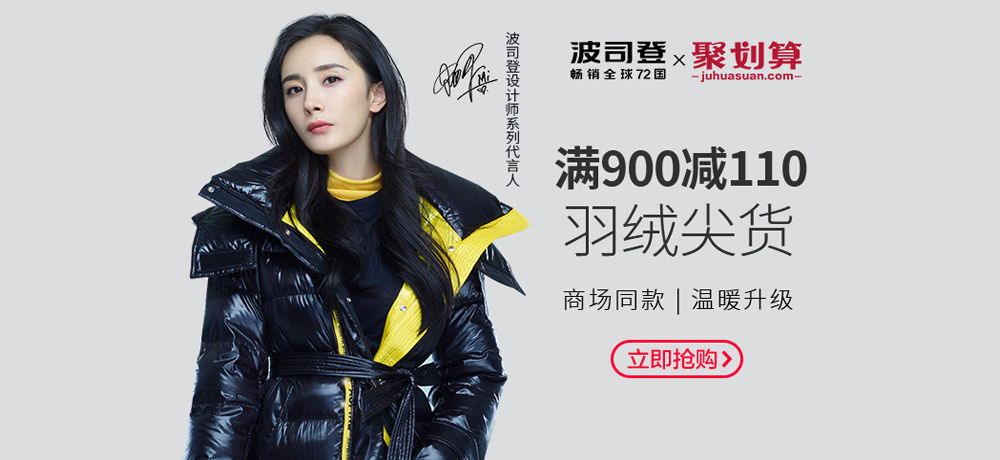 波司登设计师系列代言人
波司登
畅销全球72国
×
聚划算
juhuasuan.com
满900减110
羽绒尖货
商场同款 | 温暖升级
立即抢购